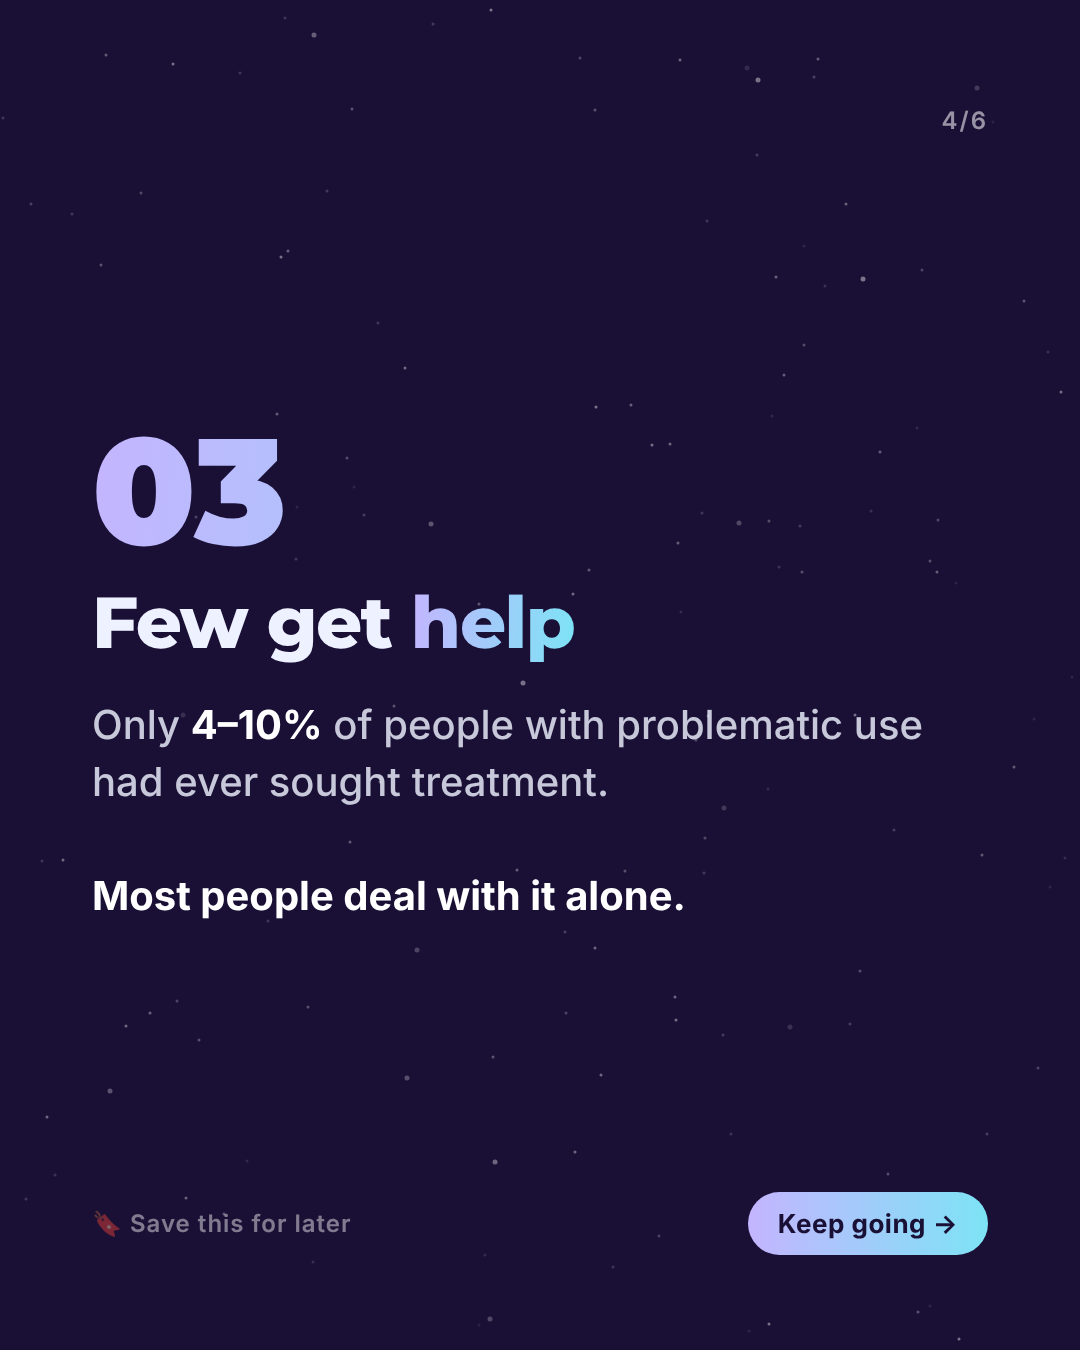 4/6
03
Few get help
Only 4–10% of people with problematic use
had ever sought treatment.
Most people deal with it alone.
🔖 Save this for later
Keep going →